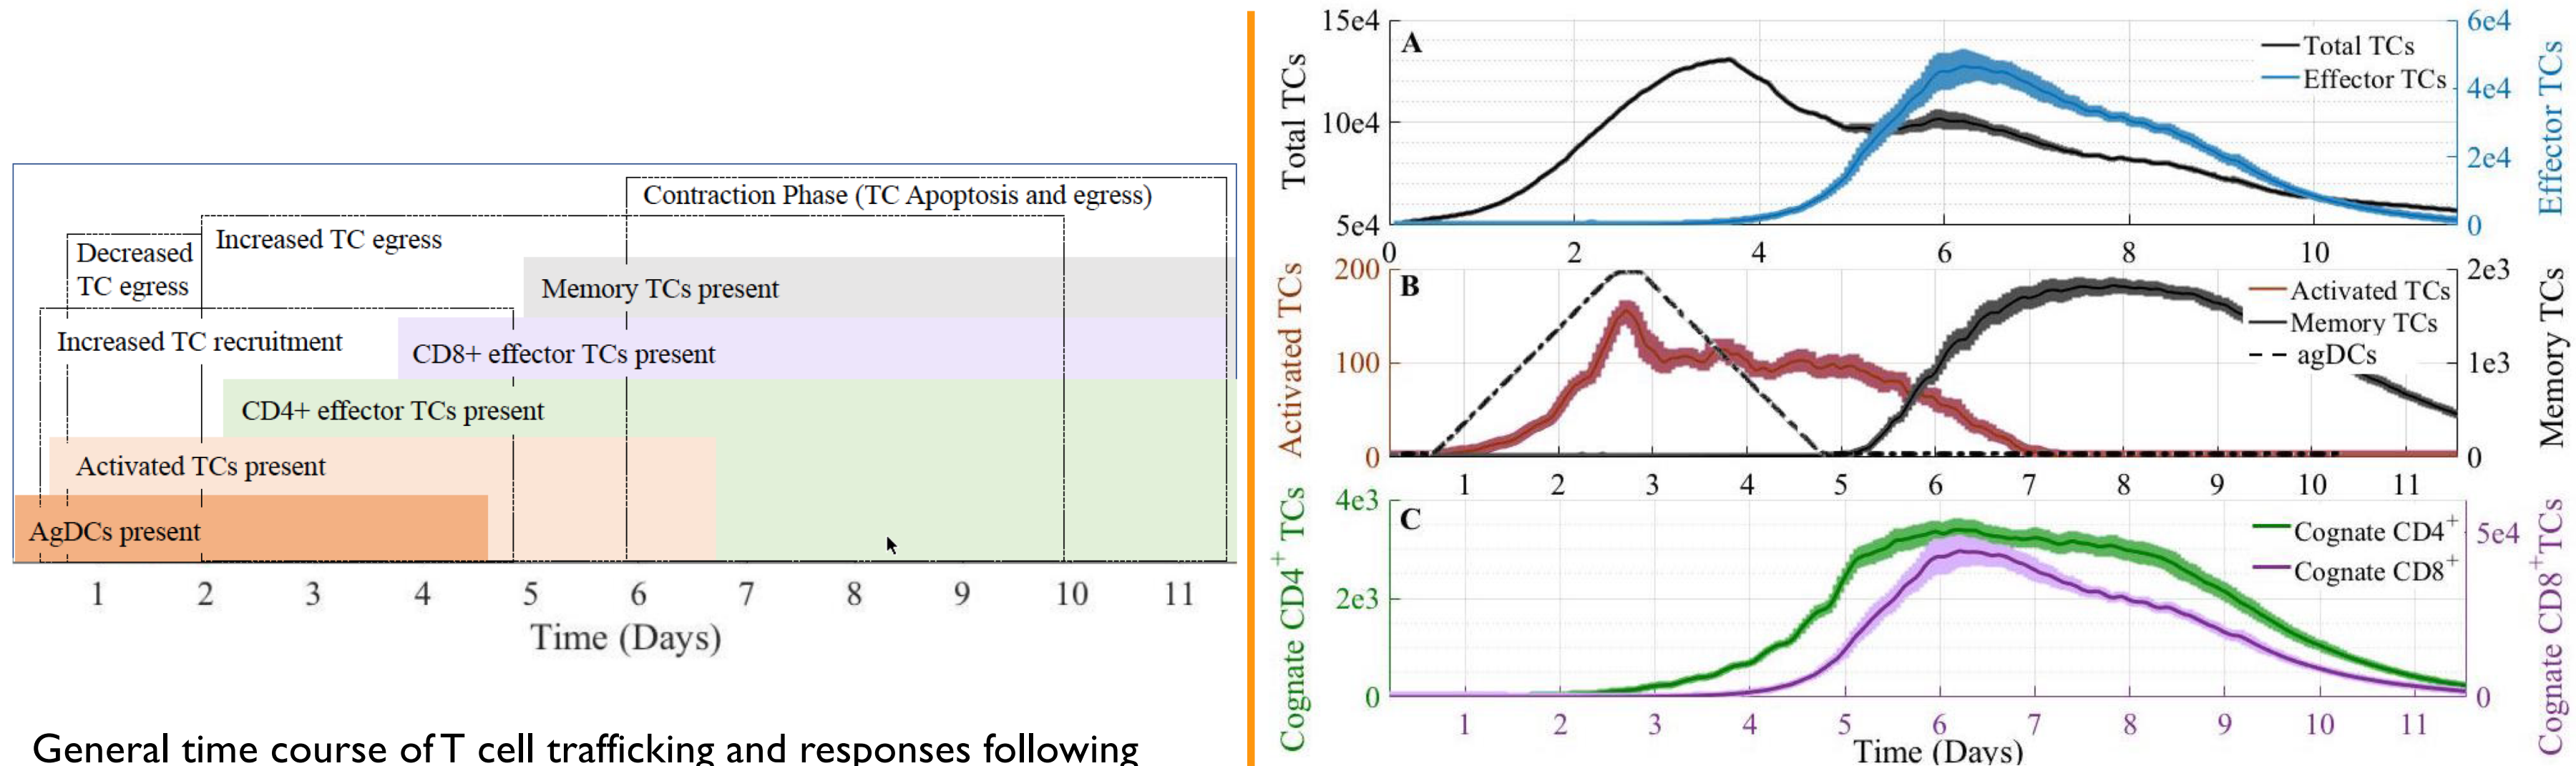 Contraction Phase (TC Apoptosis and egress)
Increased TC egress
Decreased
TC egress
Memory TCs present
Increased TC recruitment
CD8+ effector TCs present
CD4+ effector TCs present
Activated TCs present
AgDCs present
1 2 3 4 5 6 7 8 9 10 11
Time (Days)
General time course of T cell trafficking and responses following
A
Total TCs
Effector TCs
Total TCs
15e4
10e4
5e4
Effector TCs
6e4
4e4
2e4
0
0 2 4 6 8 10
B
Activated TCs
Memory TCs
agDCs
Activated TCs
200
100
0
Memory TCs
2e3
1e3
0
1 2 3 4 5 6 7 8 9 10 11
C
Cognate CD4+
Cognate CD8+
Cognate CD4+ TCs
4e3
2e3
0
Cognate CD8+TCs
5e4
0
1 2 3 4 5 6 7 8 9 10 11
Time (Days)